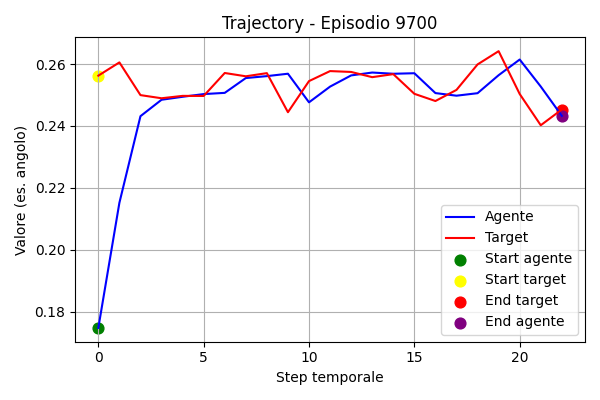 Trajectory - Episodio 9700
Valore (es. angolo)
0.26
0.24
0.22
0.20
0.18
0
5
10
15
20
Step temporale
Agente
Target
Start agente
Start target
End target
End agente